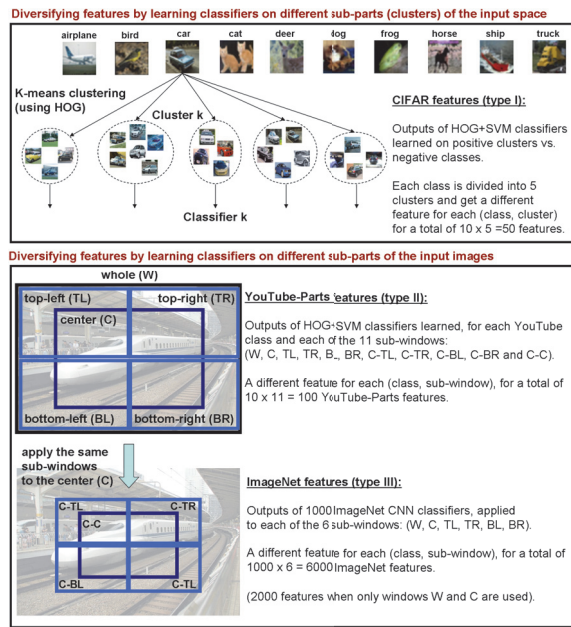 Diversifying features by learning classifiers on different sub-parts (clusters) of the input space
airplane bird car cat deer dog frog horse ship truck
K-means clustering
(using HOG)
Cluster k
Classifier k
CIFAR features (type I):
Outputs of HOG+SVM classifiers
learned on positive clusters vs.
negative classes.
Each class is divided into 5
clusters and get a different
feature for each (class, cluster)
for a total of 10 x 5 =50 features.
Diversifying features by learning classifiers on different sub-parts of the input images
whole (W)
top-left (TL) top-right (TR)
center (C)
bottom-left (BL) bottom-right (BR)
YouTube-Parts features (type II):
Outputs of HOG+SVM classifiers learned, for each YouTube
class and each of the 11 sub-windows:
(W, C, TL, TR, BL, BR, C-TL, C-TR, C-BL, C-BR and C-C).
A different feature for each (class, sub-window), for a total of
10 x 11 = 100 YouTube-Parts features.
apply the same
sub-windows
to the center (C)
C-TL C-TR
C-C
C-BL C-TL
ImageNet features (type III):
Outputs of 1000 ImageNet CNN classifiers, applied
to each of the 6 sub-windows: (W, C, TL, TR, BL, BR).
A different feature for each (class, sub-window), for a total of
1000 x 6 = 6000 ImageNet features.
(2000 features when only windows W and C are used).